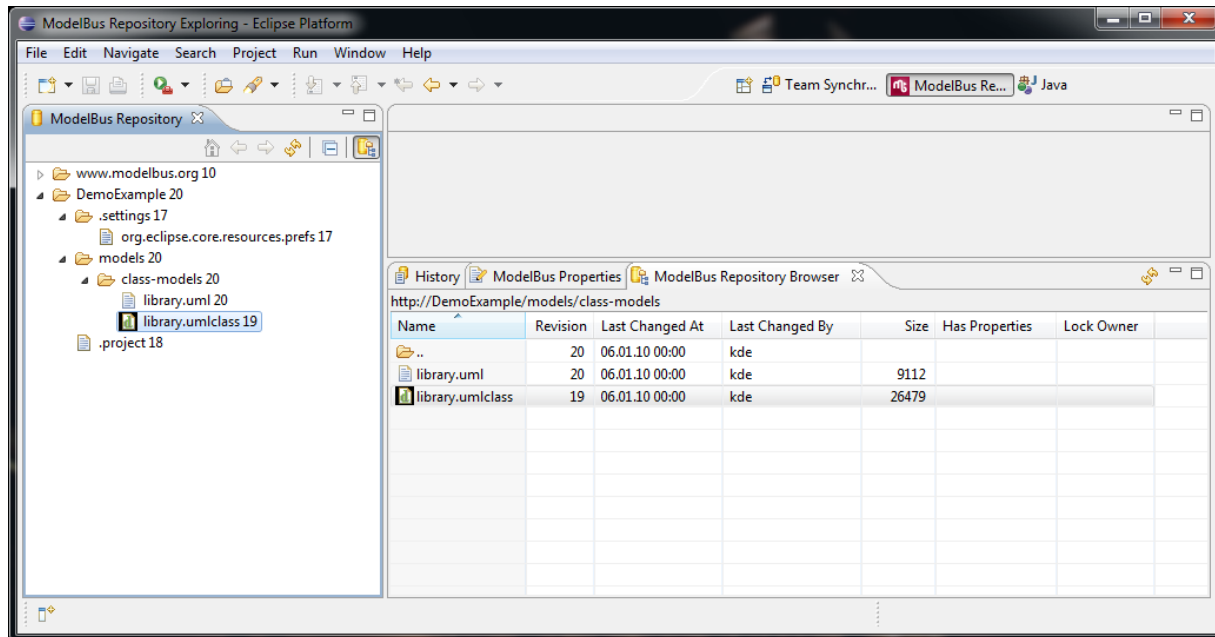 ModelBus Repository Exploring - Eclipse Platform
File Edit Navigate Search Project Run Window Help
Team Synchr... ModelBus Re... Java
ModelBus Repository
www.modelbus.org 10
DemoExample 20
.settings 17
org.eclipse.core.resources.prefs 17
models 20
class-models 20
library.uml 20
library.umlclass 19
.project 18
History ModelBus Properties ModelBus Repository Browser
http://DemoExample/models/class-models
Name Revision Last Changed At Last Changed By Size Has Properties Lock Owner
.. 20 06.01.10 00:00 kde
library.uml 20 06.01.10 00:00 kde 9112
library.umlclass 19 06.01.10 00:00 kde 26479